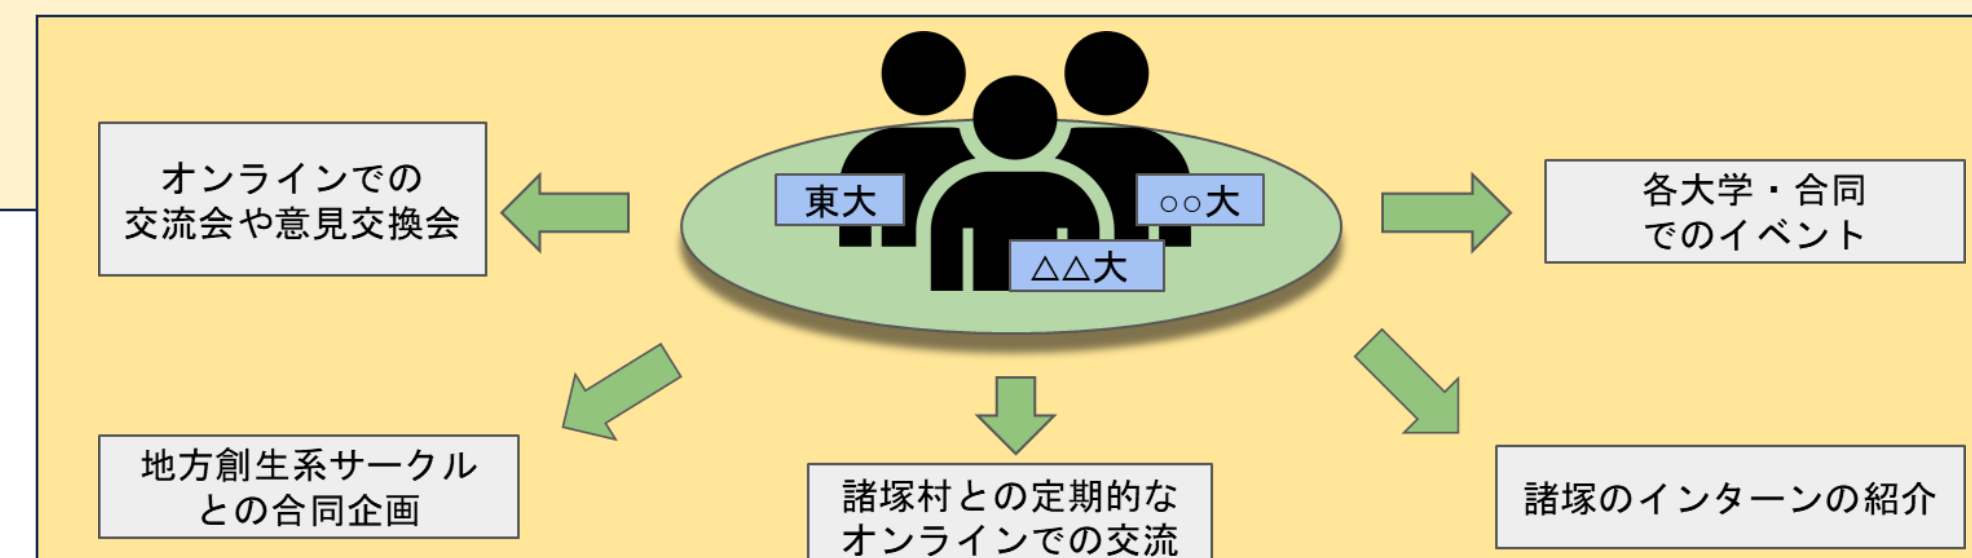 オンラインでの
交流会や意見交換会
東大
○○大
△△大
各大学・合同
でのイベント
地方創生系サークル
との合同企画
諸塚村との定期的な
オンラインでの交流
諸塚のインターンの紹介